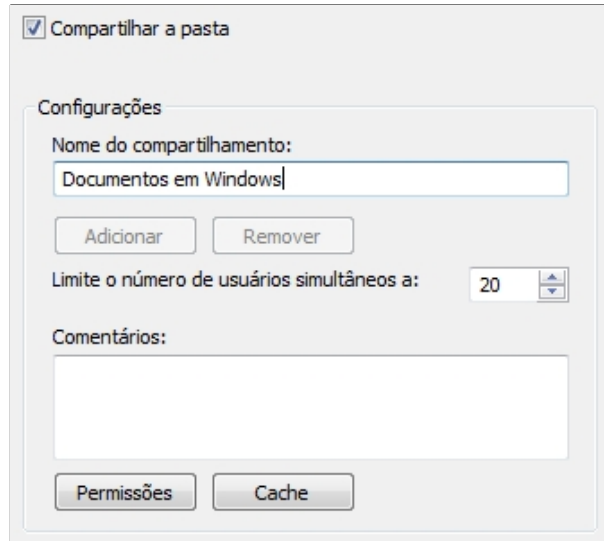 Compartilhar a pasta
Configurações
Nome do compartilhamento:
Documentos em Windows
Adicionar Remover
Limite o número de usuários simultâneos a: 20
Comentários:
Permissões Cache